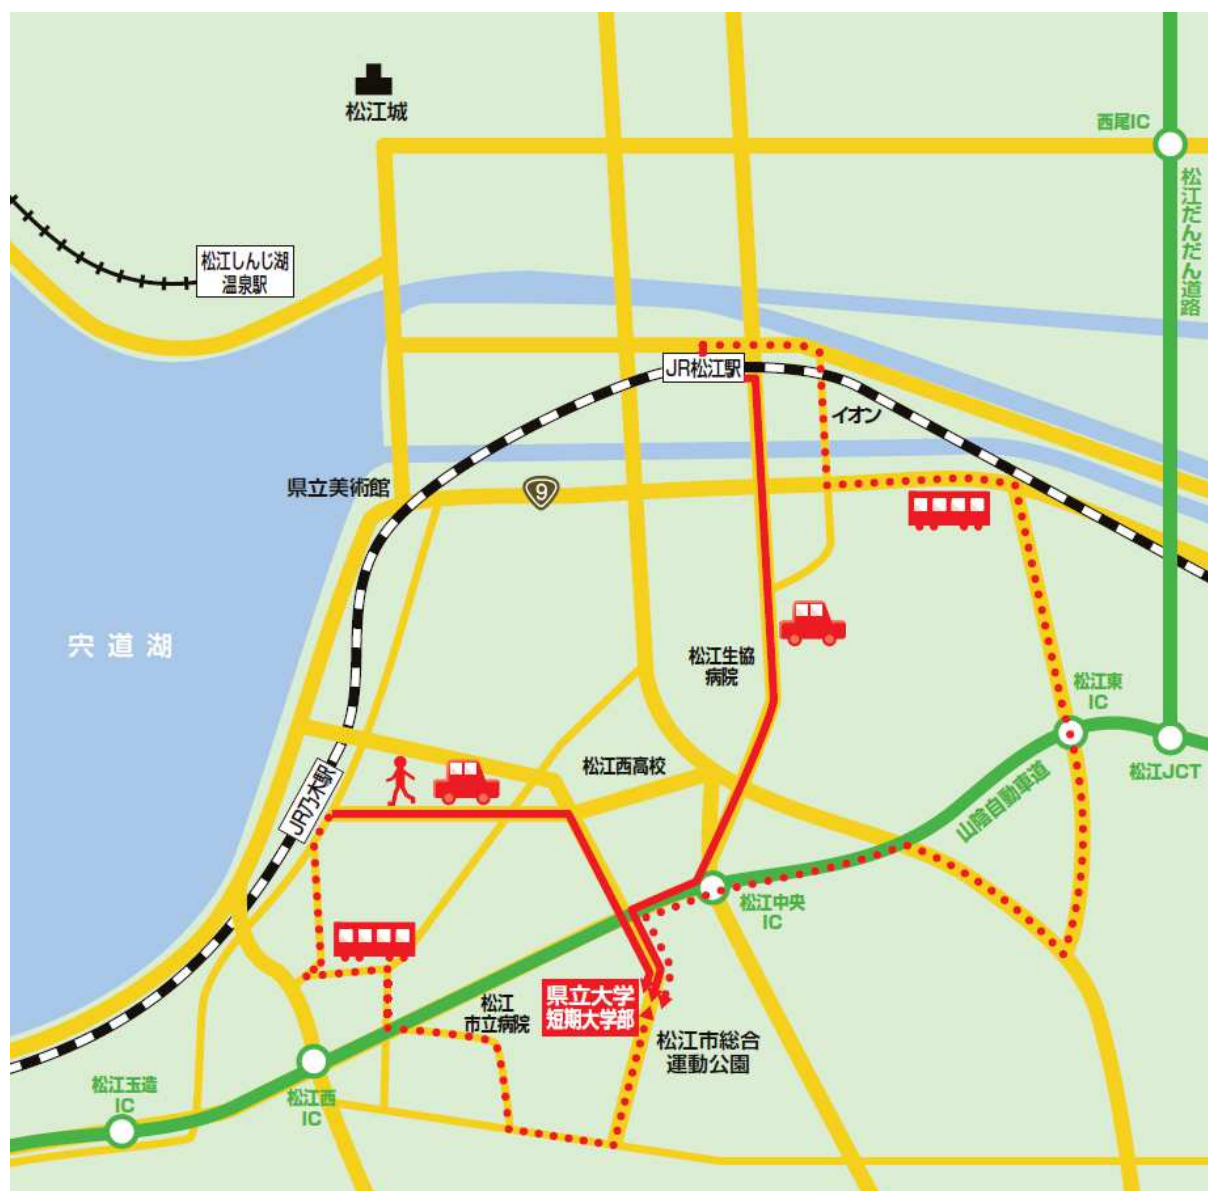 松江城
西尾IC
松江だんだん道路
松江しんじ湖
温泉駅
JR松江駅
イオン
県立美術館
9
宍道湖
松江生協
病院
松江東
IC
松江西高校
松江JCT
山陰自動車道
JR乃木駅
松江中央
IC
県立大学
短期大学部
松江
市立病院
松江市総合
運動公園
松江玉造
IC
松江西
IC